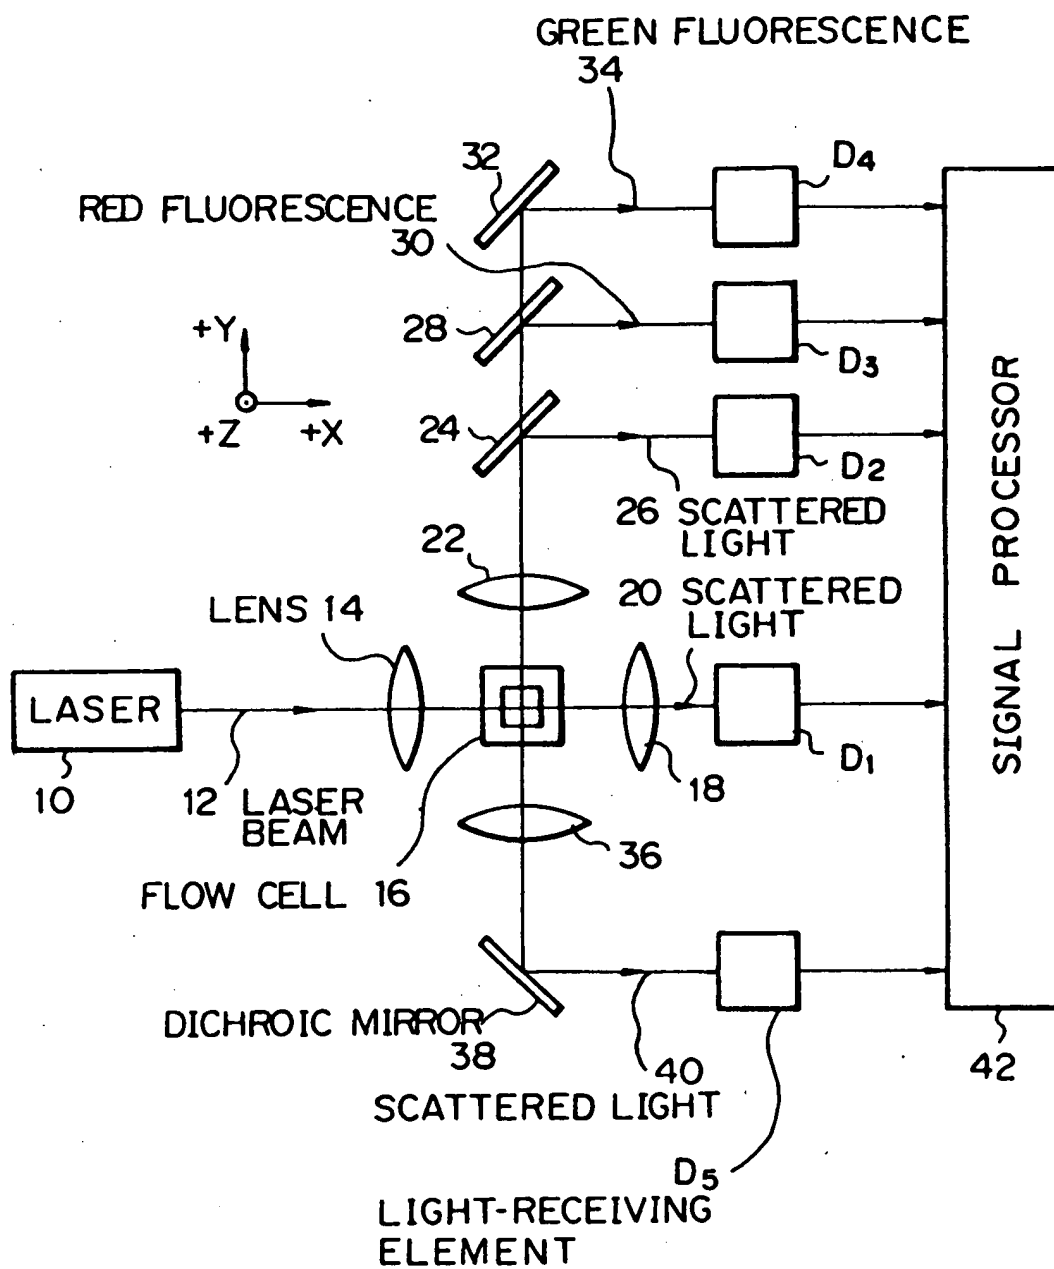 GREEN FLUORESCENCE
34
32
D4
RED FLUORESCENCE
30
28
D3
+Y
+Z
+X
24
D2
26 SCATTERED
LIGHT
22
20 SCATTERED
LIGHT
LENS 14
LASER
10
12 LASER
BEAM
18
D1
36
FLOW CELL 16
SIGNAL PROCESSOR
DICHROIC MIRROR
38
40
SCATTERED LIGHT
42
D5
LIGHT-RECEIVING
ELEMENT